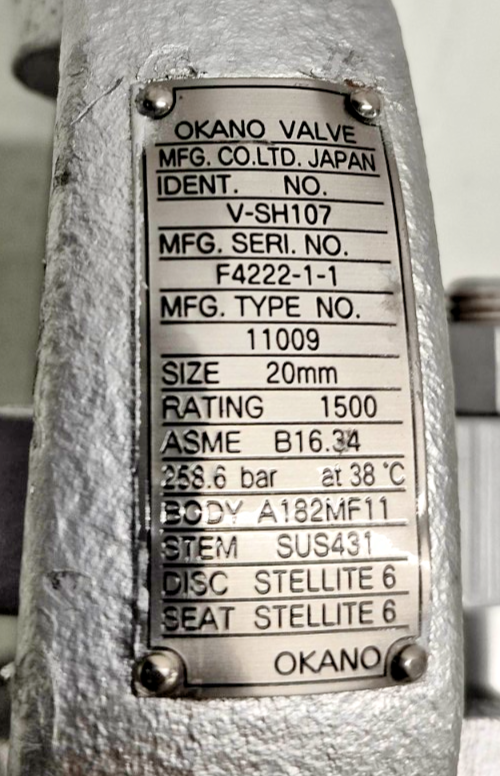 OKANO VALVE
MFG. CO.LTD. JAPAN
IDENT. NO.
V-SH107
MFG. SERI. NO.
F4222-1-1
MFG. TYPE NO.
11009
SIZE 20mm
RATING 1500
ASME B16.34
258.6 bar at 38 °C
BODY A182MF11
STEM SUS431
DISC STELLITE 6
SEAT STELLITE 6
OKANO